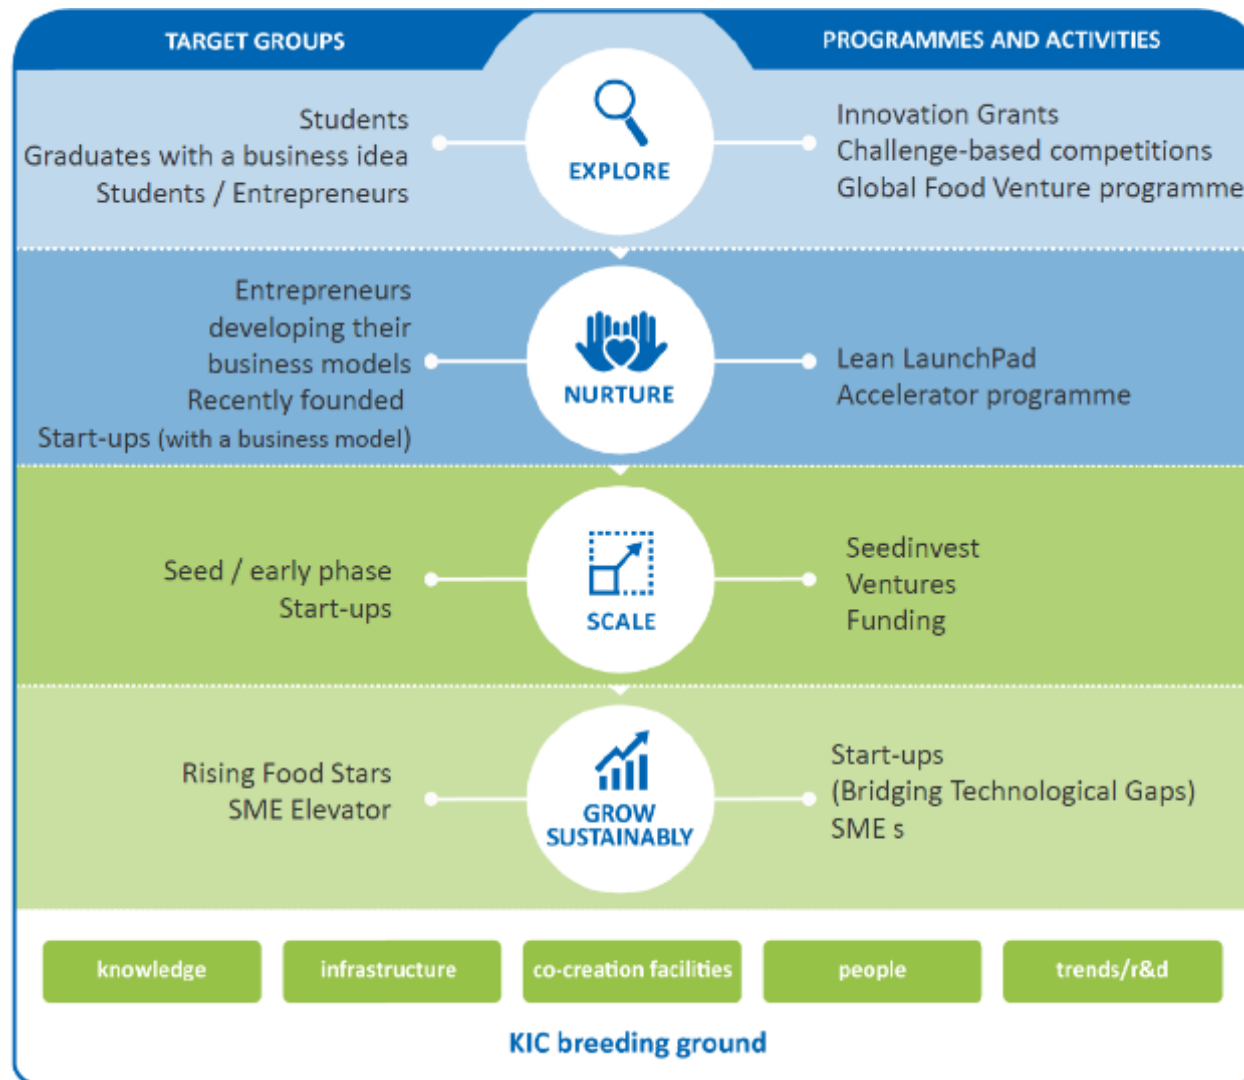 TARGET GROUPS
PROGRAMMES AND ACTIVITIES
Students
Graduates with a business idea
Students / Entrepreneurs
EXPLORE
Innovation Grants
Challenge-based competitions
Global Food Venture programme
Entrepreneurs
developing their
business models
Recently founded
Start-ups (with a business model)
NURTURE
Lean LaunchPad
Accelerator programme
Seed / early phase
Start-ups
SCALE
Seedinvest
Ventures
Funding
Rising Food Stars
SME Elevator
GROW
SUSTAINABLY
Start-ups
(Bridging Technological Gaps)
SME s
knowledge
infrastructure
co-creation facilities
people
trends/r&d
KIC breeding ground